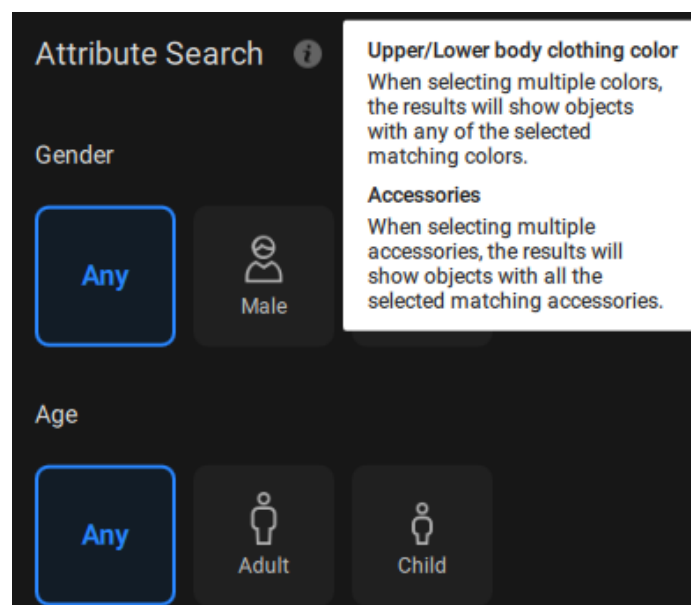 Attribute Search
Upper/Lower body clothing color
When selecting multiple colors,
the results will show objects
with any of the selected
matching colors.
Accessories
When selecting multiple
accessories, the results will
show objects with all the
selected matching accessories.
Gender
Any
Male
Age
Any
Adult
Child